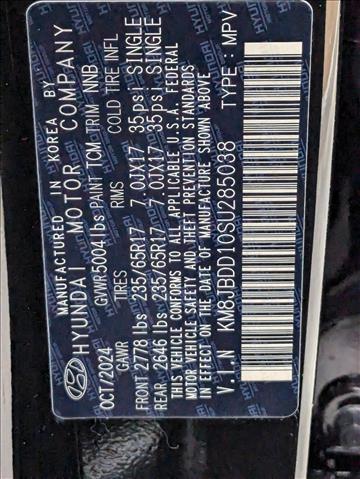 MANUFACTURED IN KOREA BY
HYUNDAI MOTOR COMPANY
OCT/2024 GVWR 5004 lbs PAINT TCM TRIM NNB
GAWR TIRES RIMS COLD TIRE INFL
FRONT 2778 lbs 235/65R17 7.0JX17 35psi SINGLE
REAR 2646 lbs 235/65R17 7.0JX17 35psi SINGLE
THIS VEHICLE CONFORMS TO ALL APPLICABLE U.S.A. FEDERAL
MOTOR VEHICLE SAFETY AND THEFT PREVENTION STANDARDS
IN EFFECT ON THE DATE OF MANUFACTURE SHOWN ABOVE
V.I.N KM8JBDD10SU285038 TYPE : MPV